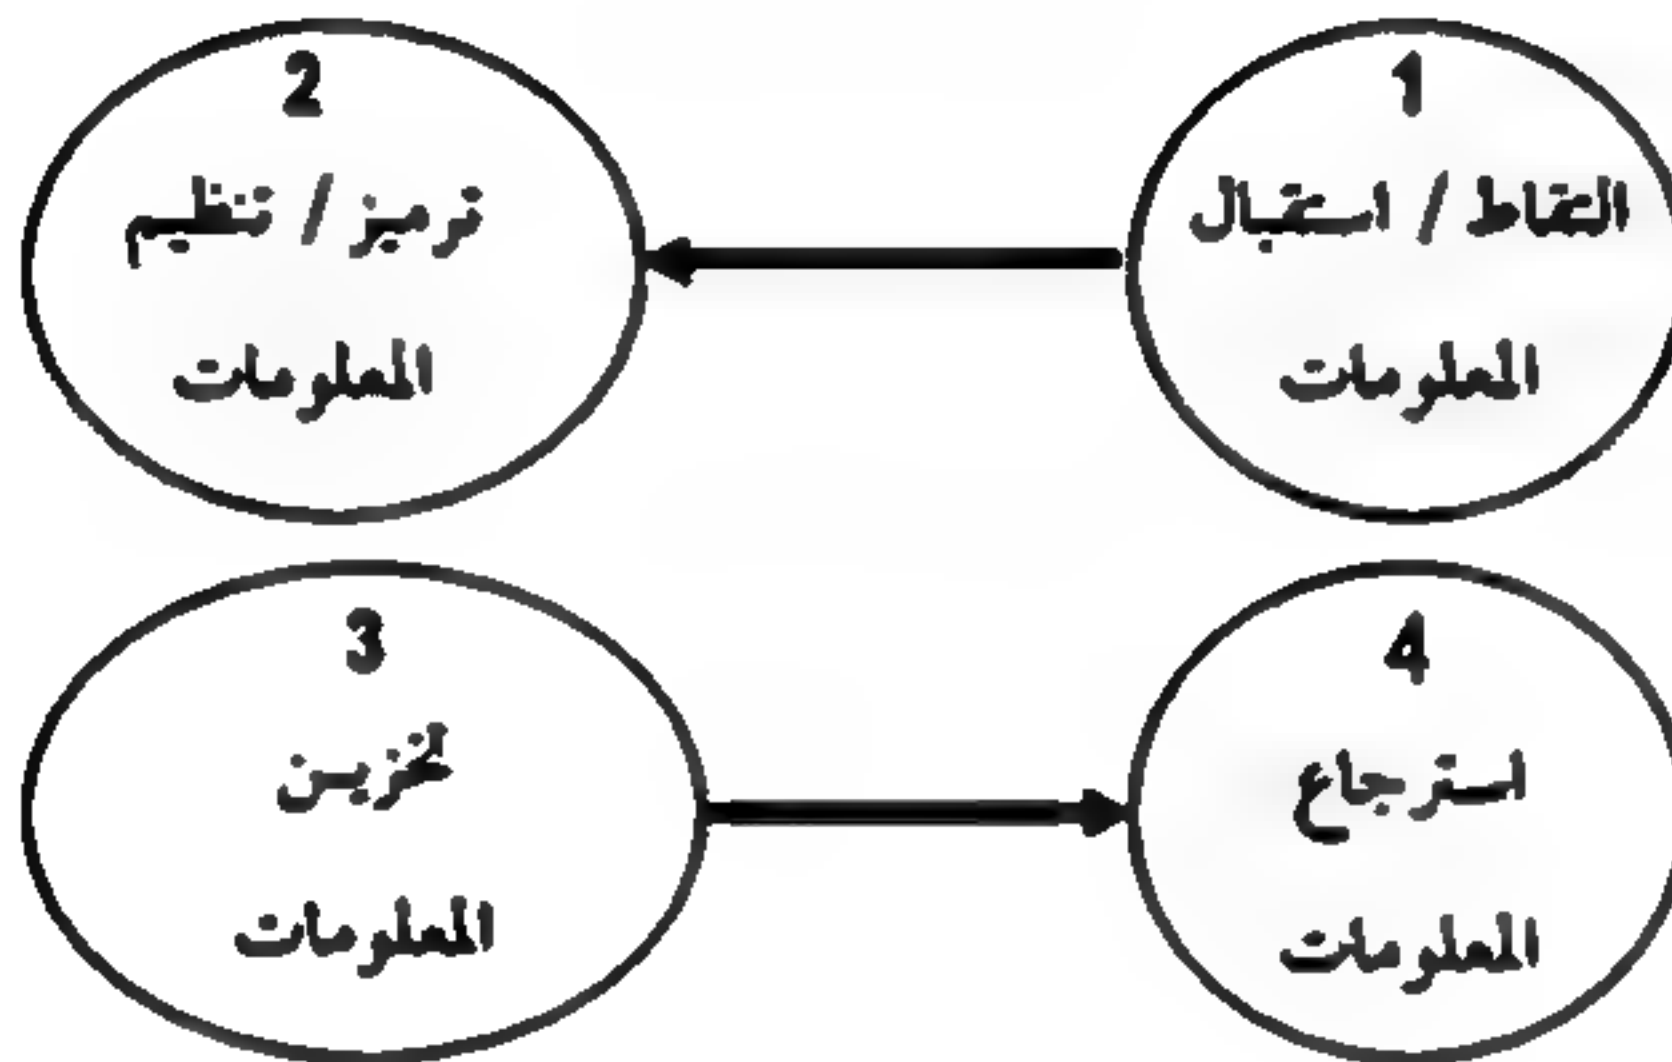 1
التقاط / استقبال
المعلومات
2
ترميز / تنظيم
المعلومات
3
تخزين
المعلومات
4
استرجاع
المعلومات